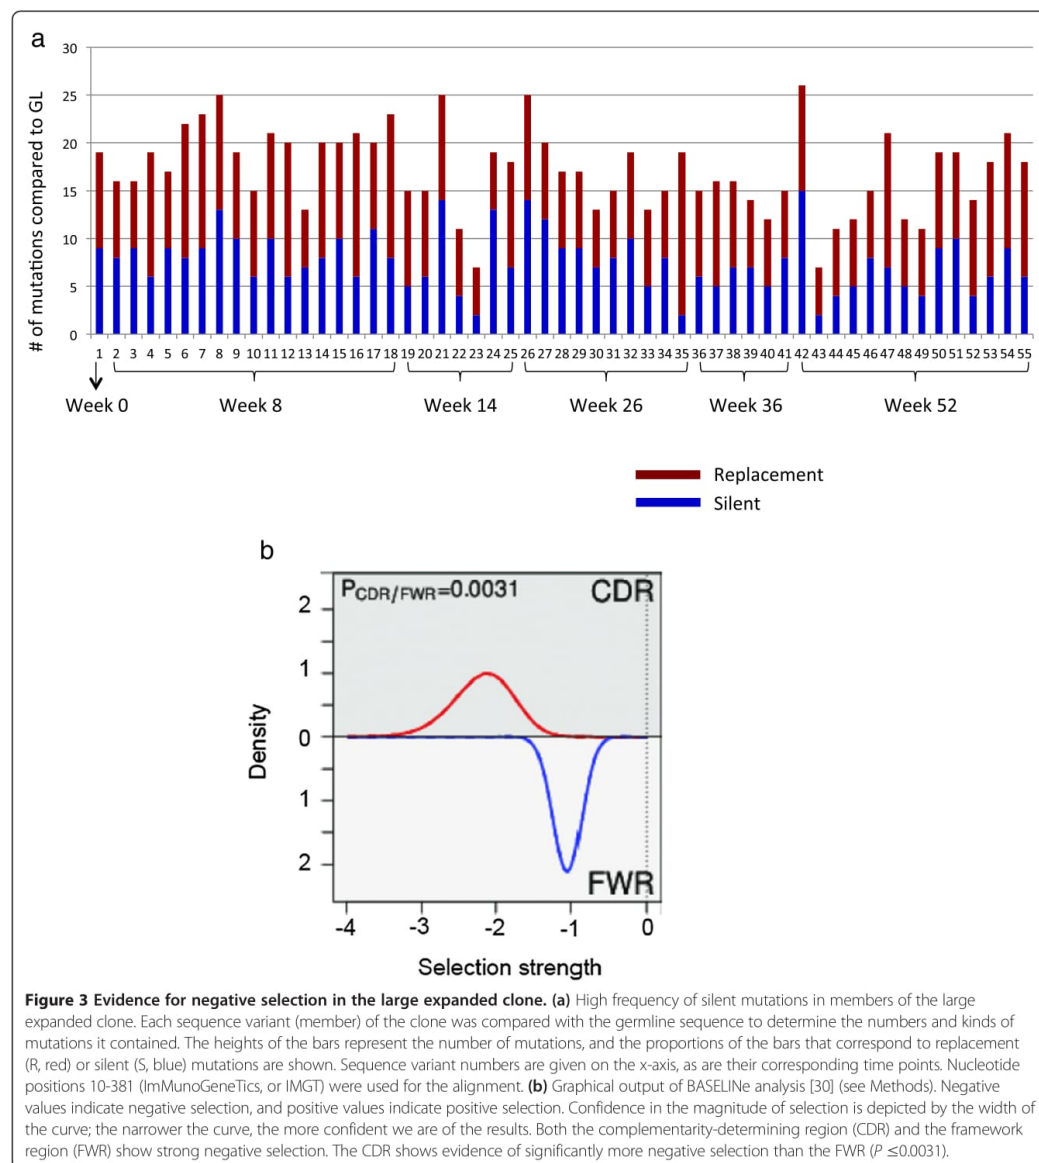 a
30
25
20
15
10
5
0
# of mutations compared to GL
1 2 3 4 5 6 7 8 9 10 11 12 13 14 15 16 17 18 19 20 21 22 23 24 25 26 27 28 29 30 31 32 33 34 35 36 37 38 39 40 41 42 43 44 45 46 47 48 49 50 51 52 53 54 55
Week 0 Week 8 Week 14 Week 26 Week 36 Week 52
Replacement
Silent
b
PCDR/FWR=0.0031 CDR
2
1
0
1
2
Density
FWR
-4 -3 -2 -1 0
Selection strength
Figure 3 Evidence for negative selection in the large expanded clone. (a) High frequency of silent mutations in members of the large
expanded clone. Each sequence variant (member) of the clone was compared with the germline sequence to determine the numbers and kinds of
mutations it contained. The heights of the bars represent the number of mutations, and the proportions of the bars that correspond to replacement
(R, red) or silent (S, blue) mutations are shown. Sequence variant numbers are given on the x-axis, as are their corresponding time points. Nucleotide
positions 10-381 (ImMunoGeneTics, or IMGT) were used for the alignment. (b) Graphical output of BASELINe analysis [30] (see Methods). Negative
values indicate negative selection, and positive values indicate positive selection. Confidence in the magnitude of selection is depicted by the width of
the curve; the narrower the curve, the more confident we are of the results. Both the complementarity-determining region (CDR) and the framework
region (FWR) show strong negative selection. The CDR shows evidence of significantly more negative selection than the FWR (P ≤0.0031).